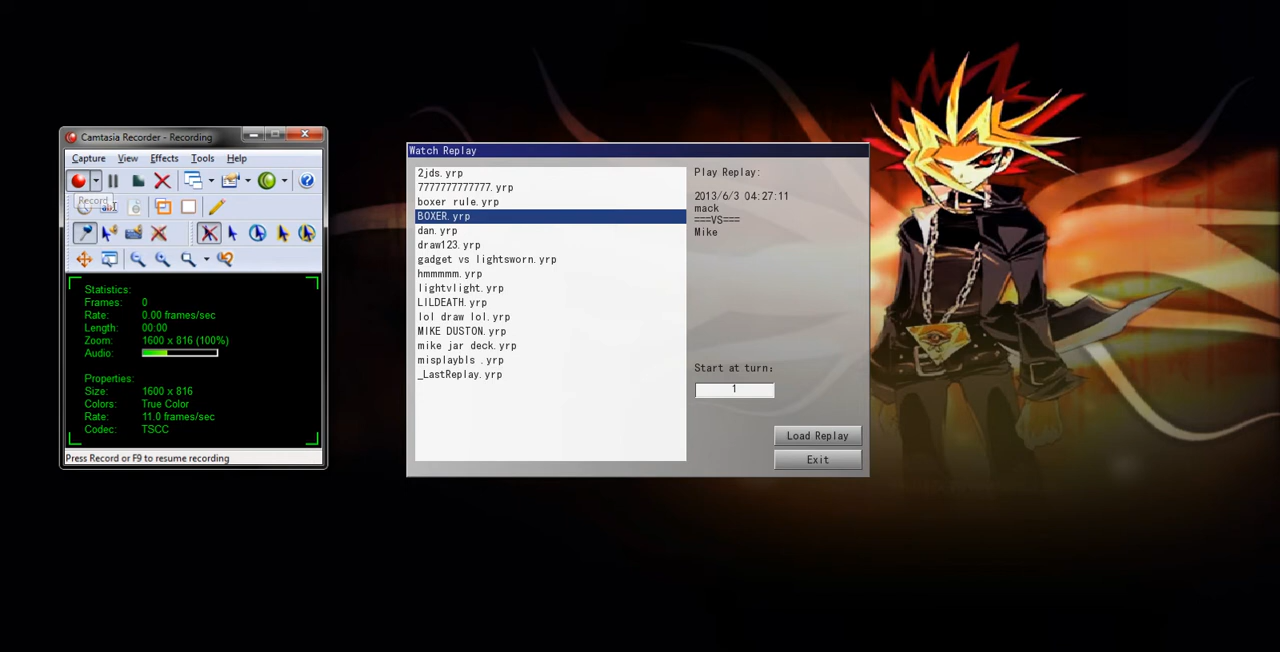 Camtasia Recorder - Recording
Capture View Effects Tools Help
Record
Statistics:
Frames: 0
Rate: 0.00 frames/sec
Length: 00:00
Zoom: 1600 x 816 (100%)
Audio:
Properties:
Size: 1600 x 816
Colors: True Color
Rate: 11.0 frames/sec
Codec: TSCC
Press Record or F9 to resume recording
Watch Replay
2jds.yrp
7777777777777.yrp
boxer rule.yrp
BOXER.yrp
dan.yrp
draw123.yrp
gadget vs lightsworn.yrp
hmmmmm.yrp
lightvlight.yrp
LILDEATH.yrp
lol draw lol.yrp
MIKE DUSTON.yrp
mike jar deck.yrp
misplaybls .yrp
_LastReplay.yrp
Play Replay:
2013/6/3 04:27:11
mack
===VS===
Mike
Start at turn:
1
Load Replay
Exit